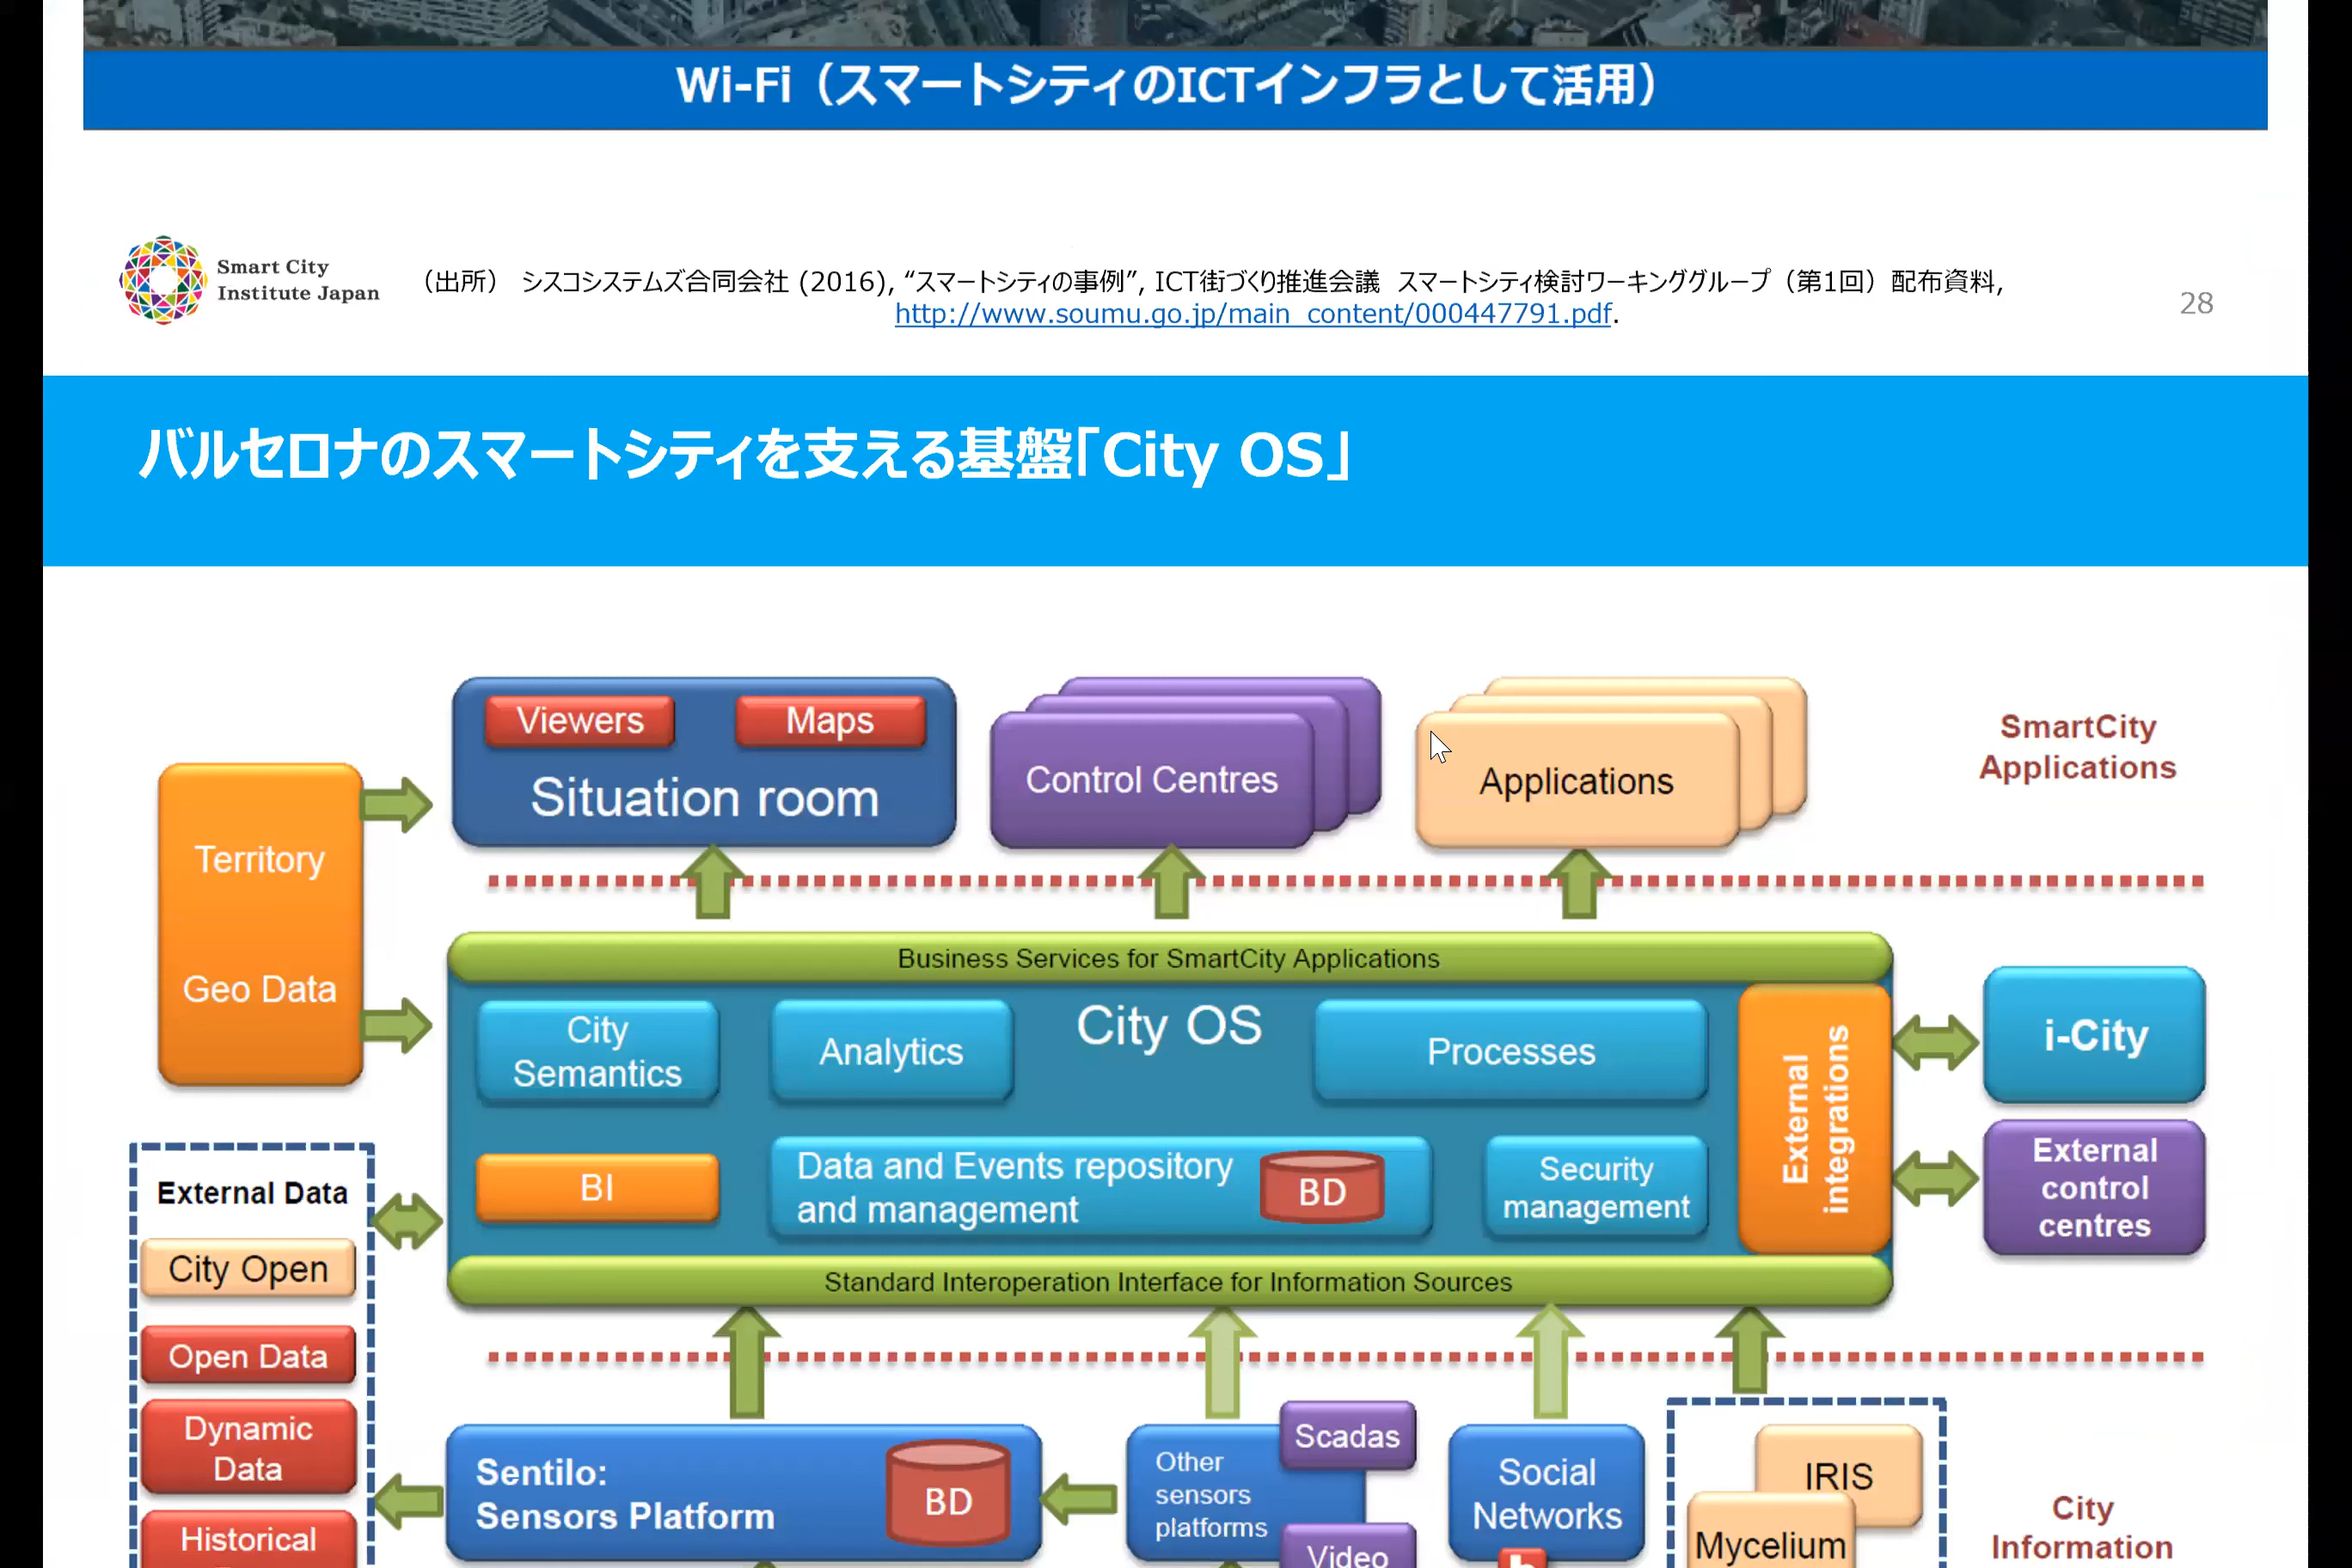 Wi-Fi（スマートシティのICTインフラとして活用）
Smart City
Institute Japan
（出所） シスコシステムズ合同会社 (2016), “スマートシティの事例”, ICT街づくり推進会議 スマートシティ検討ワーキンググループ（第1回）配布資料,
http://www.soumu.go.jp/main_content/000447791.pdf.
28
バルセロナのスマートシティを支える基盤「City OS」
Viewers
Maps
Situation room
Control Centres
Applications
SmartCity
Applications
Territory
Geo Data
Business Services for SmartCity Applications
City
Semantics
Analytics
City OS
Processes
External
integrations
i-City
BI
Data and Events repository
and management
BD
Security
management
External
control
centres
Standard Interoperation Interface for Information Sources
External Data
City Open
Open Data
Dynamic
Data
Historical
Sentilo:
Sensors Platform
BD
Other
sensors
platforms
Scadas
Video
Social
Networks
IRIS
Mycelium
City
Information